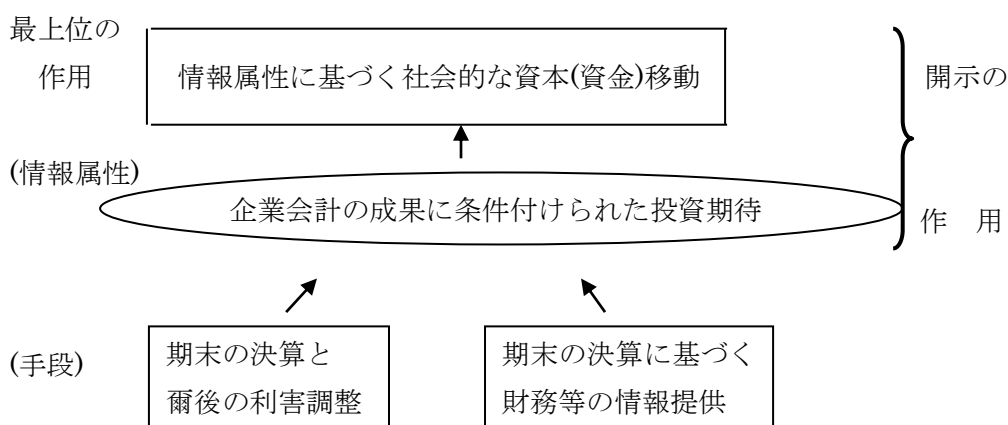 最上位の
作用
情報属性に基づく社会的な資本(資金)移動
開示の
(情報属性)
企業会計の成果に条件付けられた投資期待
作 用
(手段)
期末の決算と
爾後の利害調整
期末の決算に基づく
財務等の情報提供